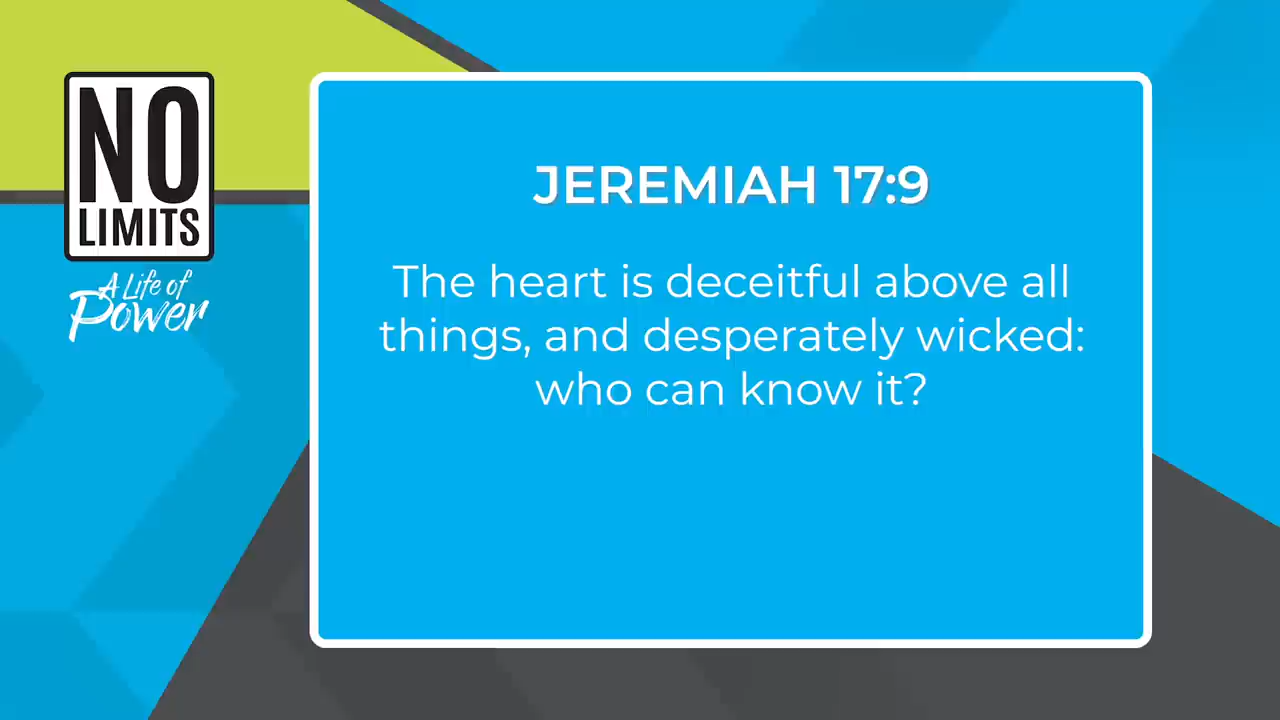 NO
LIMITS
A Life of
Power
JEREMIAH 17:9
The heart is deceitful above all
things, and desperately wicked:
who can know it?